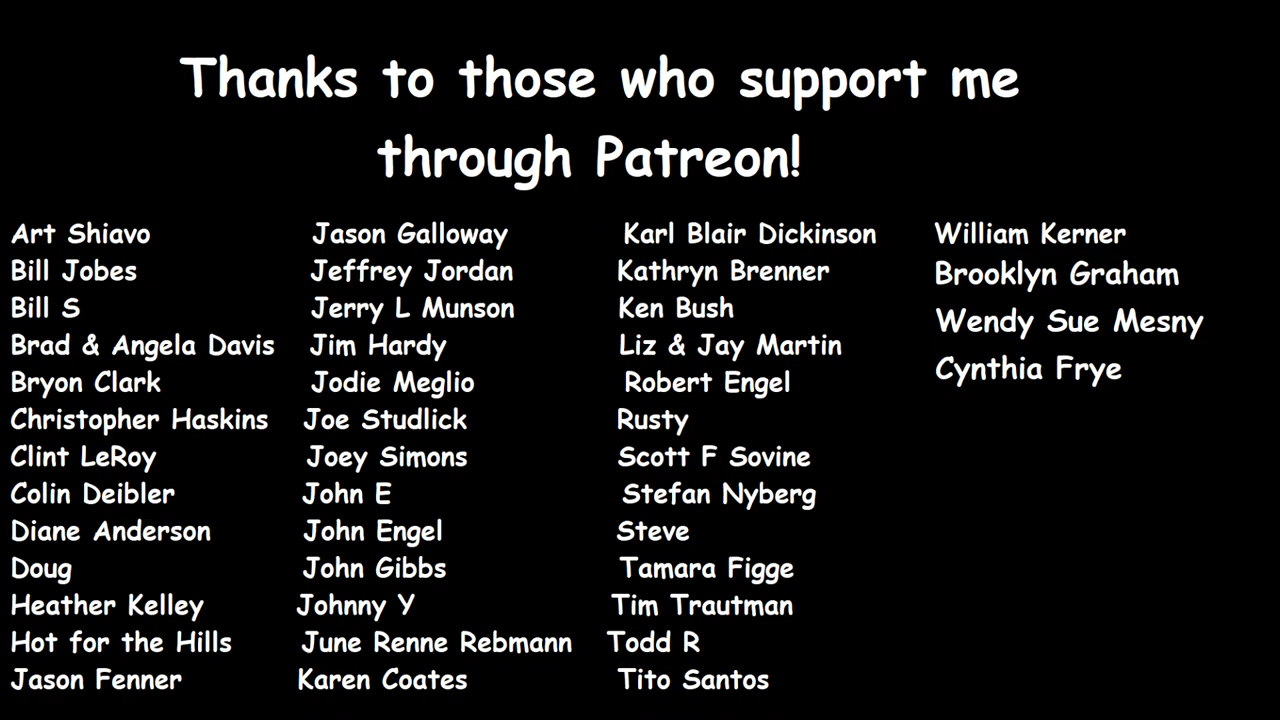 Thanks to those who support me
through Patreon!
Art Shiavo
Bill Jobes
Bill S
Brad & Angela Davis
Bryon Clark
Christopher Haskins
Clint LeRoy
Colin Deibler
Diane Anderson
Doug
Heather Kelley
Hot for the Hills
Jason Fenner
Jason Galloway
Jeffrey Jordan
Jerry L Munson
Jim Hardy
Jodie Meglio
Joe Studlick
Joey Simons
John E
John Engel
John Gibbs
Johnny Y
June Renne Rebmann
Karen Coates
Karl Blair Dickinson
Kathryn Brenner
Ken Bush
Liz & Jay Martin
Robert Engel
Rusty
Scott F Sovine
Stefan Nyberg
Steve
Tamara Figge
Tim Trautman
Todd R
Tito Santos
William Kerner
Brooklyn Graham
Wendy Sue Mesny
Cynthia Frye